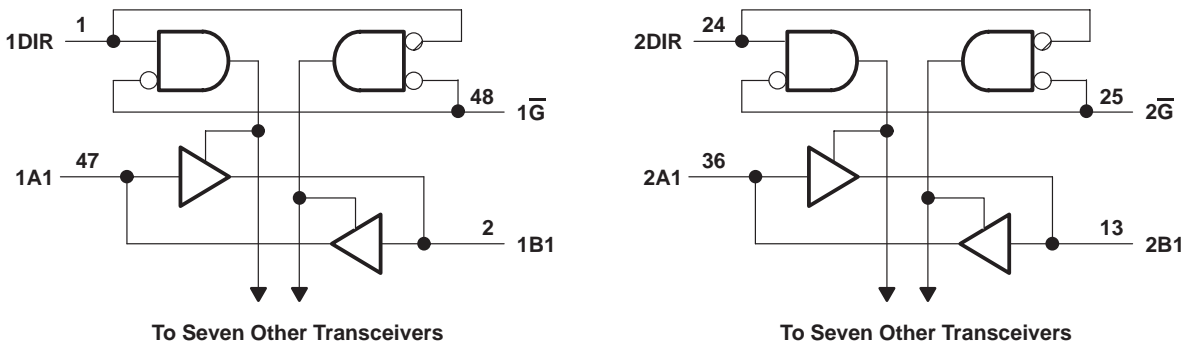 1DIR
1
48
1G̅
1A1
47
2
1B1
To Seven Other Transceivers
2DIR
24
25
2G̅
2A1
36
13
2B1
To Seven Other Transceivers